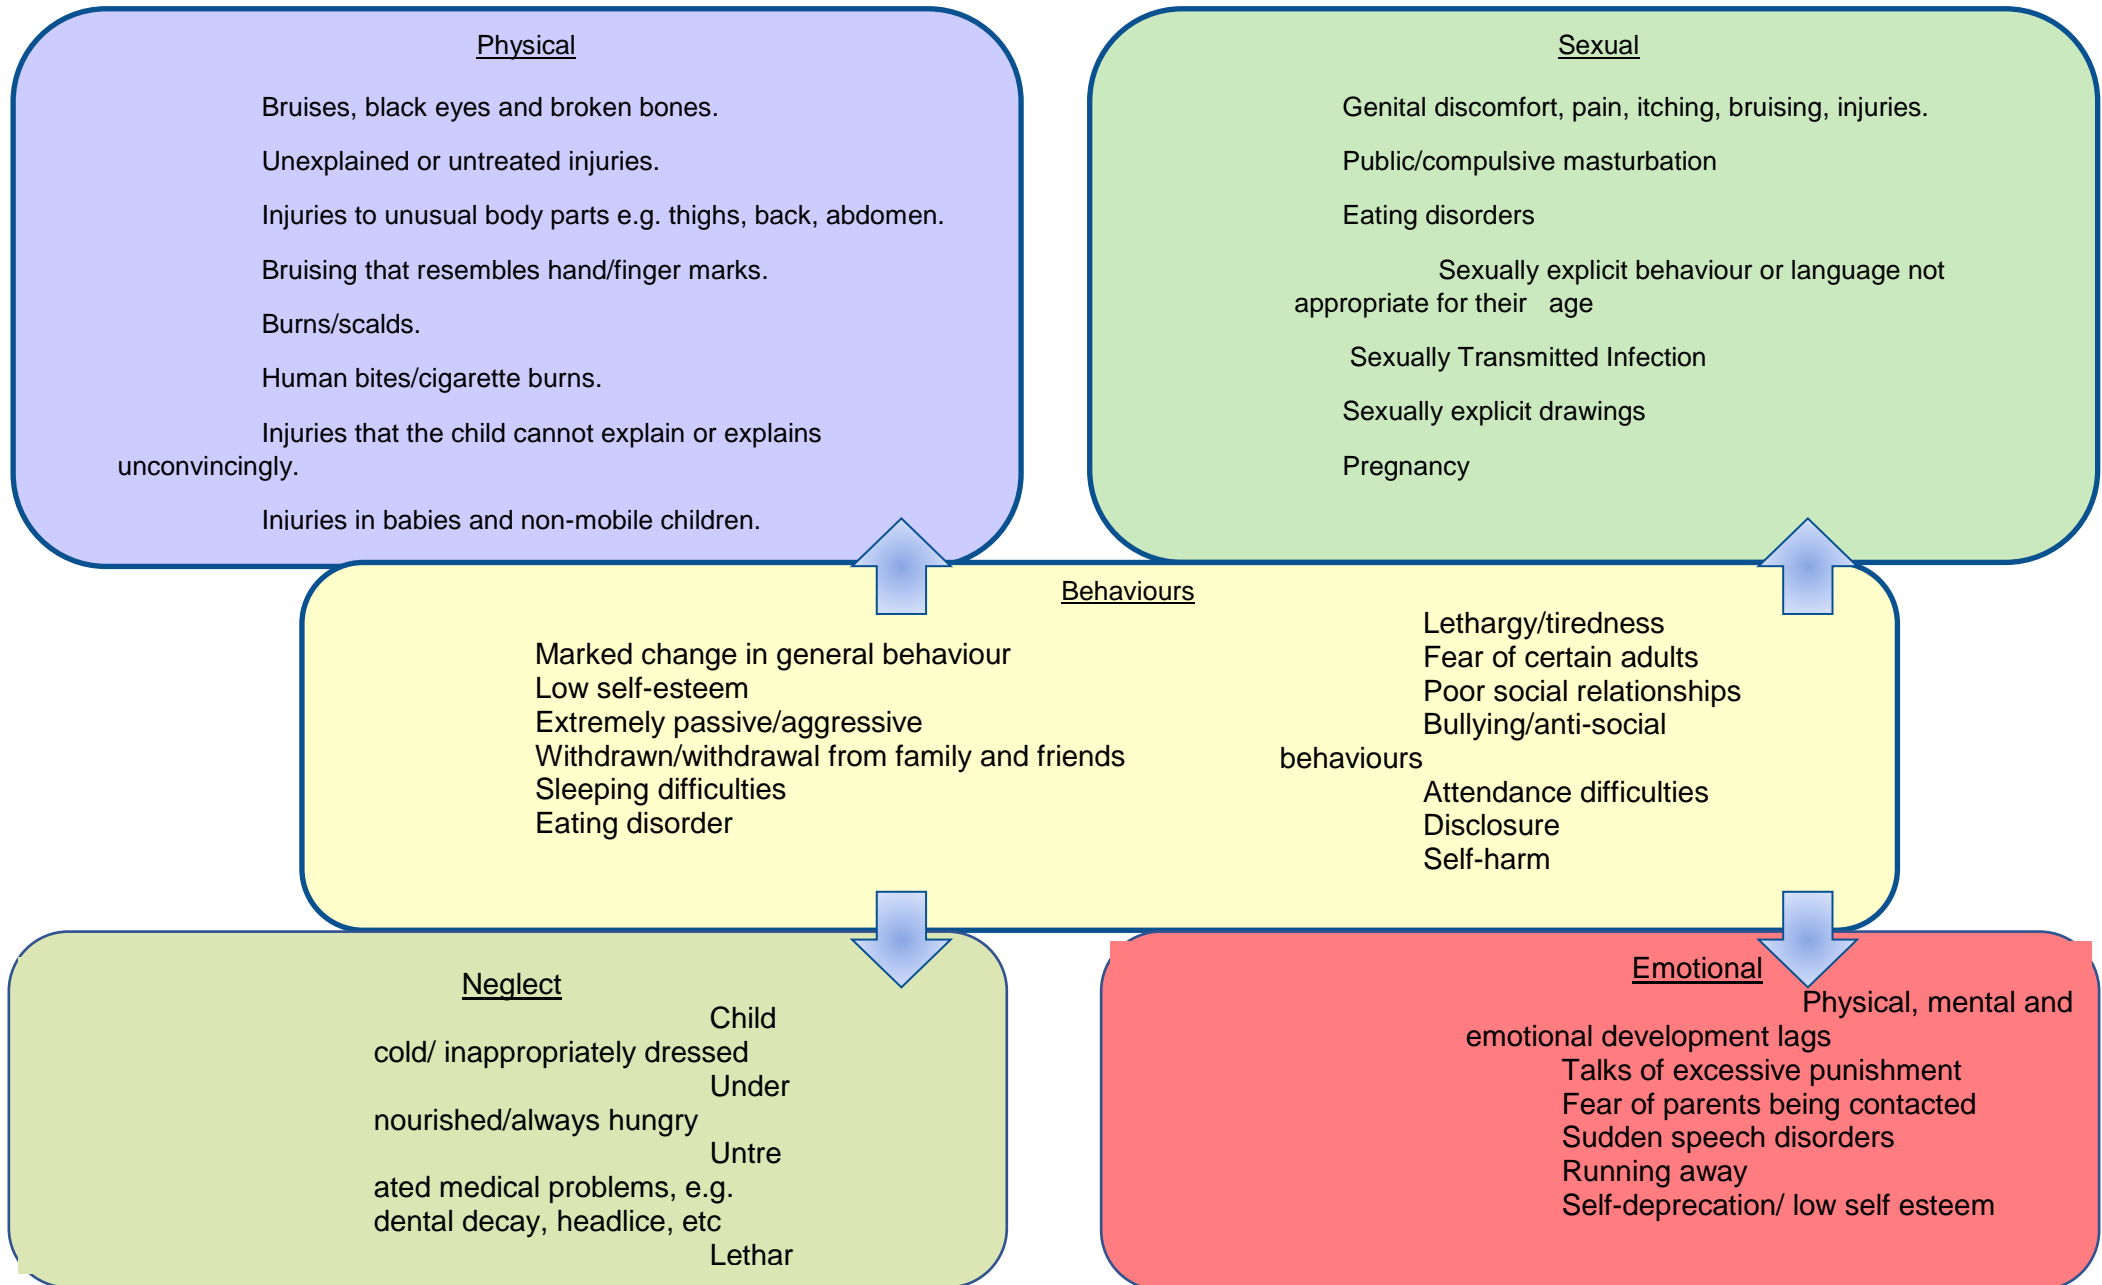 Physical
Bruises, black eyes and broken bones.
Unexplained or untreated injuries.
Injuries to unusual body parts e.g. thighs, back, abdomen.
Bruising that resembles hand/finger marks.
Burns/scalds.
Human bites/cigarette burns.
Injuries that the child cannot explain or explains
unconvincingly.
Injuries in babies and non-mobile children.
Sexual
Genital discomfort, pain, itching, bruising, injuries.
Public/compulsive masturbation
Eating disorders
Sexually explicit behaviour or language not
appropriate for their age
Sexually Transmitted Infection
Sexually explicit drawings
Pregnancy
Behaviours
Marked change in general behaviour
Low self-esteem
Extremely passive/aggressive
Withdrawn/withdrawal from family and friends
Sleeping difficulties
Eating disorder
Lethargy/tiredness
Fear of certain adults
Poor social relationships
Bullying/anti-social
behaviours
Attendance difficulties
Disclosure
Self-harm
Neglect
Child
cold/ inappropriately dressed
Under
nourished/always hungry
Untre
ated medical problems, e.g.
dental decay, headlice, etc
Lethar
Emotional
Physical, mental and
emotional development lags
Talks of excessive punishment
Fear of parents being contacted
Sudden speech disorders
Running away
Self-deprecation/ low self esteem